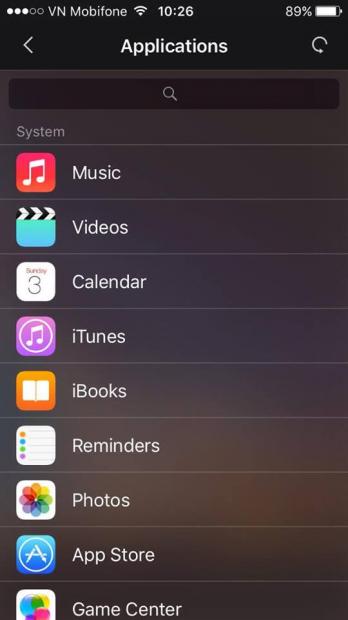 VN Mobifone 10:26 89%
Applications
System
Music
Videos
Sunday
3
Calendar
iTunes
iBooks
Reminders
Photos
App Store
Game Center